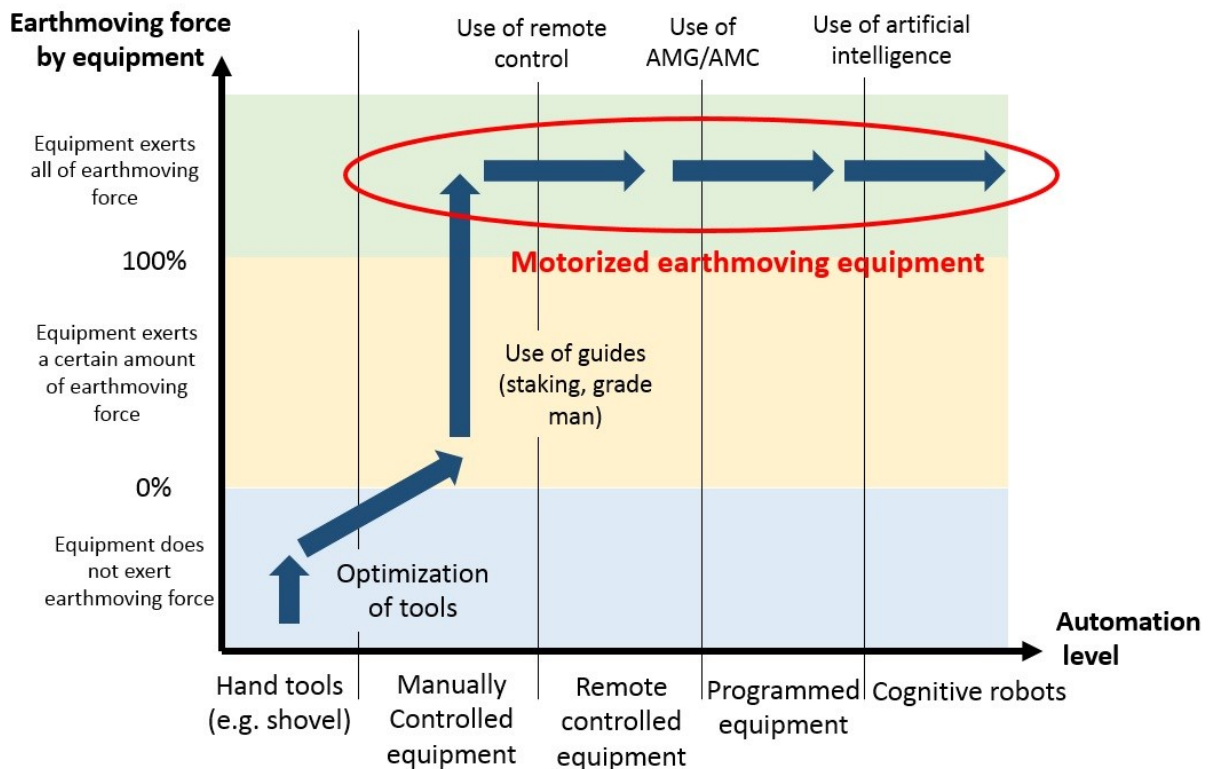 Earthmoving force
by equipment
Use of remote
control
Use of
AMG/AMC
Use of artificial
intelligence
Equipment exerts
all of earthmoving
force
100%
Motorized earthmoving equipment
Equipment exerts
a certain amount
of earthmoving
force
Use of guides
(staking, grade
man)
0%
Equipment does
not exert
earthmoving force
Optimization
of tools
Automation
level
Hand tools
(e.g. shovel)
Manually
Controlled
equipment
Remote
controlled
equipment
Programmed
equipment
Cognitive robots